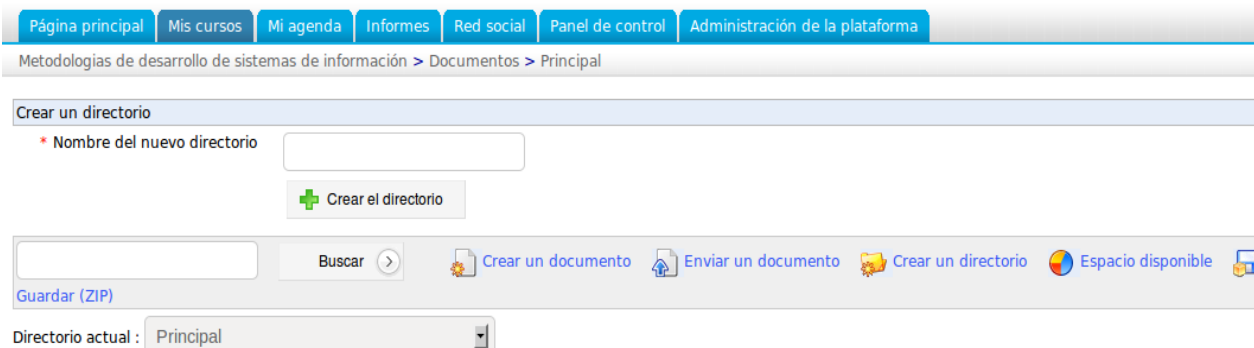 Página principal Mis cursos Mi agenda Informes Red social Panel de control Administración de la plataforma
Metodologias de desarrollo de sistemas de información > Documentos > Principal
Crear un directorio
* Nombre del nuevo directorio
Crear el directorio
Buscar Crear un documento Enviar un documento Crear un directorio Espacio disponible
Guardar (ZIP)
Directorio actual : Principal